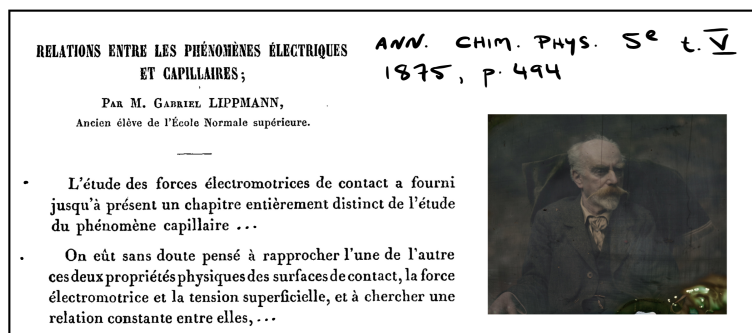 RELATIONS ENTRE LES PHÉNOMÈNES ÉLECTRIQUES
ET CAPILLAIRES;
PAR M. GABRIEL LIPPMANN,
Ancien élève de l'École Normale supérieure.
ANN. CHIM. PHYS. 5e t. V
1875, p. 494
L'étude des forces électromotrices de contact a fourni
jusqu'à présent un chapitre entièrement distinct de l'étude
du phénomène capillaire ...
On eût sans doute pensé à rapprocher l'une de l'autre
ces deux propriétés physiques des surfaces de contact, la force
électromotrice et la tension superficielle, et à chercher une
relation constante entre elles, ...